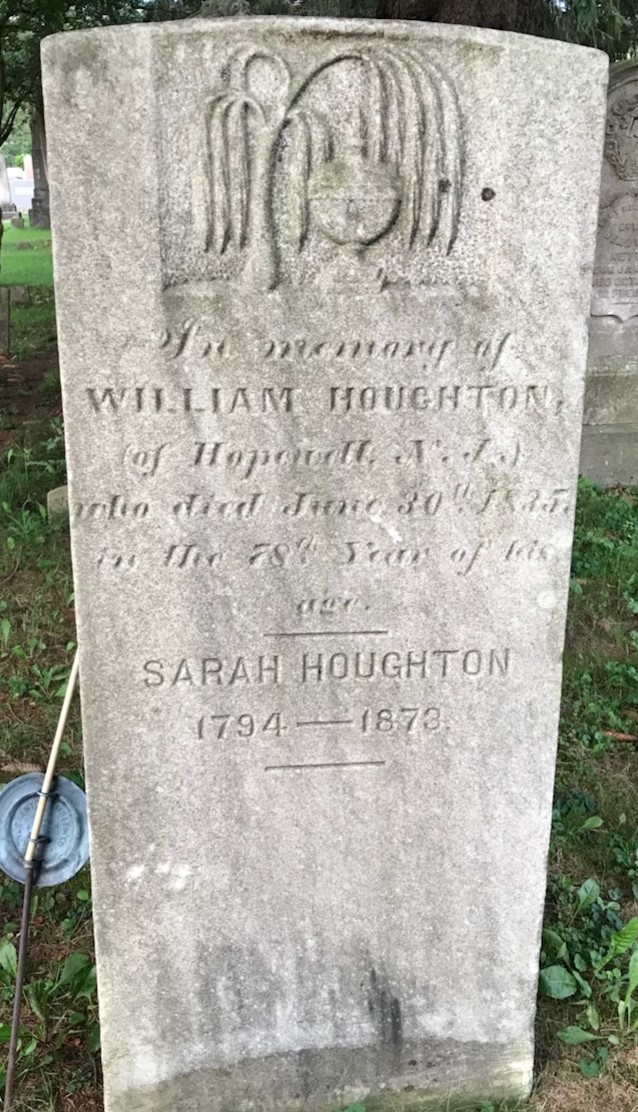 In memory of
WILLIAM HOUGHTON,
(of Hopewell, N. J.)
who died June 30th 1835,
in the 78th Year of his
age.
SARAH HOUGHTON
1794—1873.